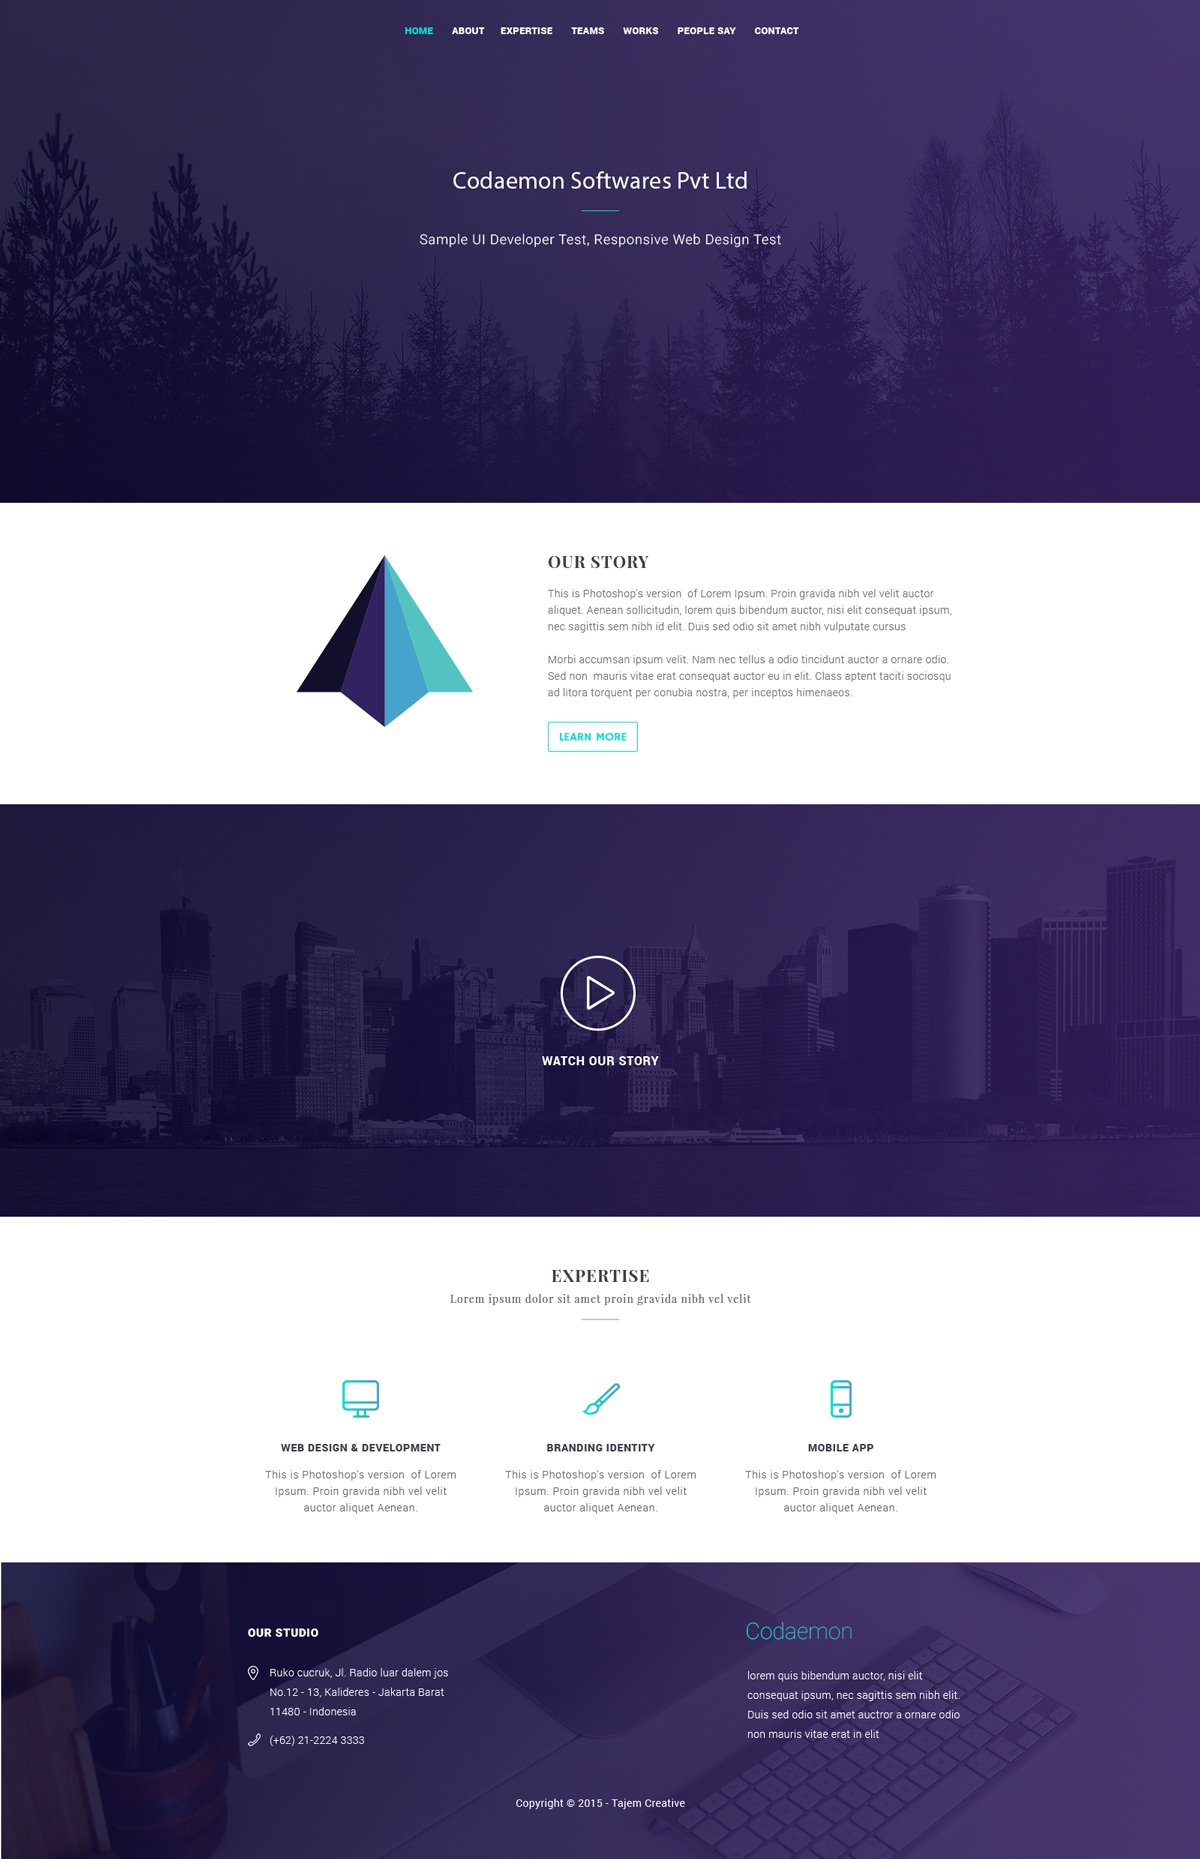 HOME ABOUT EXPERTISE TEAMS WORKS PEOPLE SAY CONTACT
Codaemon Softwares Pvt Ltd
Sample UI Developer Test, Responsive Web Design Test
OUR STORY
This is Photoshop's version  of Lorem Ipsum. Proin gravida nibh vel velit auctor
aliquet. Aenean sollicitudin, lorem quis bibendum auctor, nisi elit consequat ipsum,
nec sagittis sem nibh id elit. Duis sed odio sit amet nibh vulputate cursus
Morbi accumsan ipsum velit. Nam nec tellus a odio tincidunt auctor a ornare odio.
Sed non  mauris vitae erat consequat auctor eu in elit. Class aptent taciti sociosqu
ad litora torquent per conubia nostra, per inceptos himenaeos.
LEARN MORE
WATCH OUR STORY
EXPERTISE
Lorem ipsum dolor sit amet proin gravida nibh vel velit
WEB DESIGN & DEVELOPMENT
This is Photoshop's version  of Lorem
Ipsum. Proin gravida nibh vel velit
auctor aliquet Aenean.
BRANDING IDENTITY
This is Photoshop's version  of Lorem
Ipsum. Proin gravida nibh vel velit
auctor aliquet Aenean.
MOBILE APP
This is Photoshop's version  of Lorem
Ipsum. Proin gravida nibh vel velit
auctor aliquet Aenean.
OUR STUDIO
Ruko cucruk, Jl. Radio luar dalem jos
No.12 - 13, Kalideres - Jakarta Barat
11480 - Indonesia
(+62) 21-2224 3333
Codaemon
lorem quis bibendum auctor, nisi elit
consequat ipsum, nec sagittis sem nibh elit.
Duis sed odio sit amet auctror a ornare odio
non mauris vitae erat in elit
Copyright © 2015 - Tajem Creative